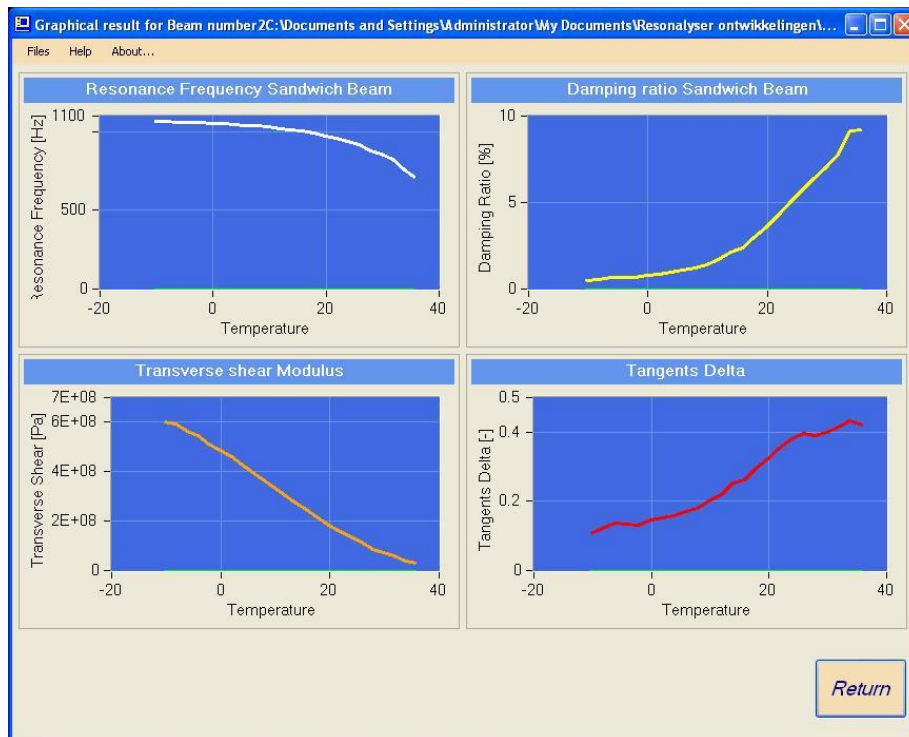 Graphical result for Beam number2C:\Documents and Settings\Administrator\My Documents\Resonalyser ontwikkelingen\...
Files Help About...
Resonance Frequency Sandwich Beam
Resonance Frequency [Hz]
1100
500
0
-20 0 20 40
Temperature
Damping ratio Sandwich Beam
Damping Ratio [%]
10
5
0
-20 0 20 40
Temperature
Transverse shear Modulus
Transverse Shear [Pa]
7E+08
6E+08
4E+08
2E+08
0
-20 0 20 40
Temperature
Tangents Delta
Tangents Delta [-]
0.5
0.4
0.2
0
-20 0 20 40
Temperature
Return